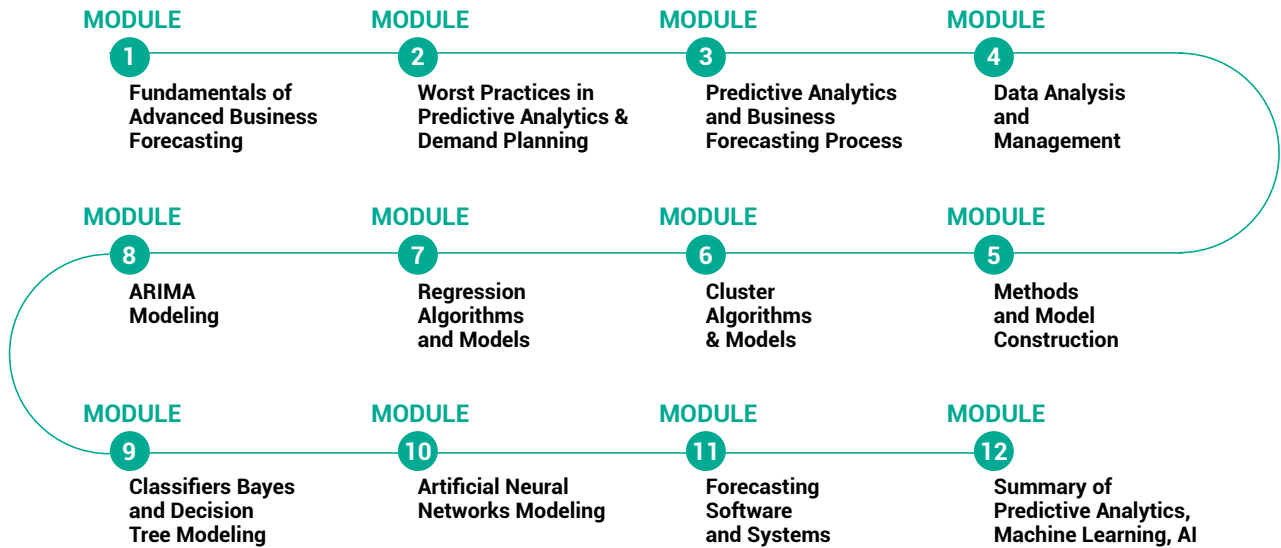 MODULE
1
Fundamentals of
Advanced Business
Forecasting
MODULE
2
Worst Practices in
Predictive Analytics &
Demand Planning
MODULE
3
Predictive Analytics
and Business
Forecasting Process
MODULE
4
Data Analysis
and
Management
MODULE
5
Methods
and Model
Construction
MODULE
6
Cluster
Algorithms
& Models
MODULE
7
Regression
Algorithms
and Models
MODULE
8
ARIMA
Modeling
MODULE
9
Classifiers Bayes
and Decision
Tree Modeling
MODULE
10
Artificial Neural
Networks Modeling
MODULE
11
Forecasting
Software
and Systems
MODULE
12
Summary of
Predictive Analytics,
Machine Learning, AI